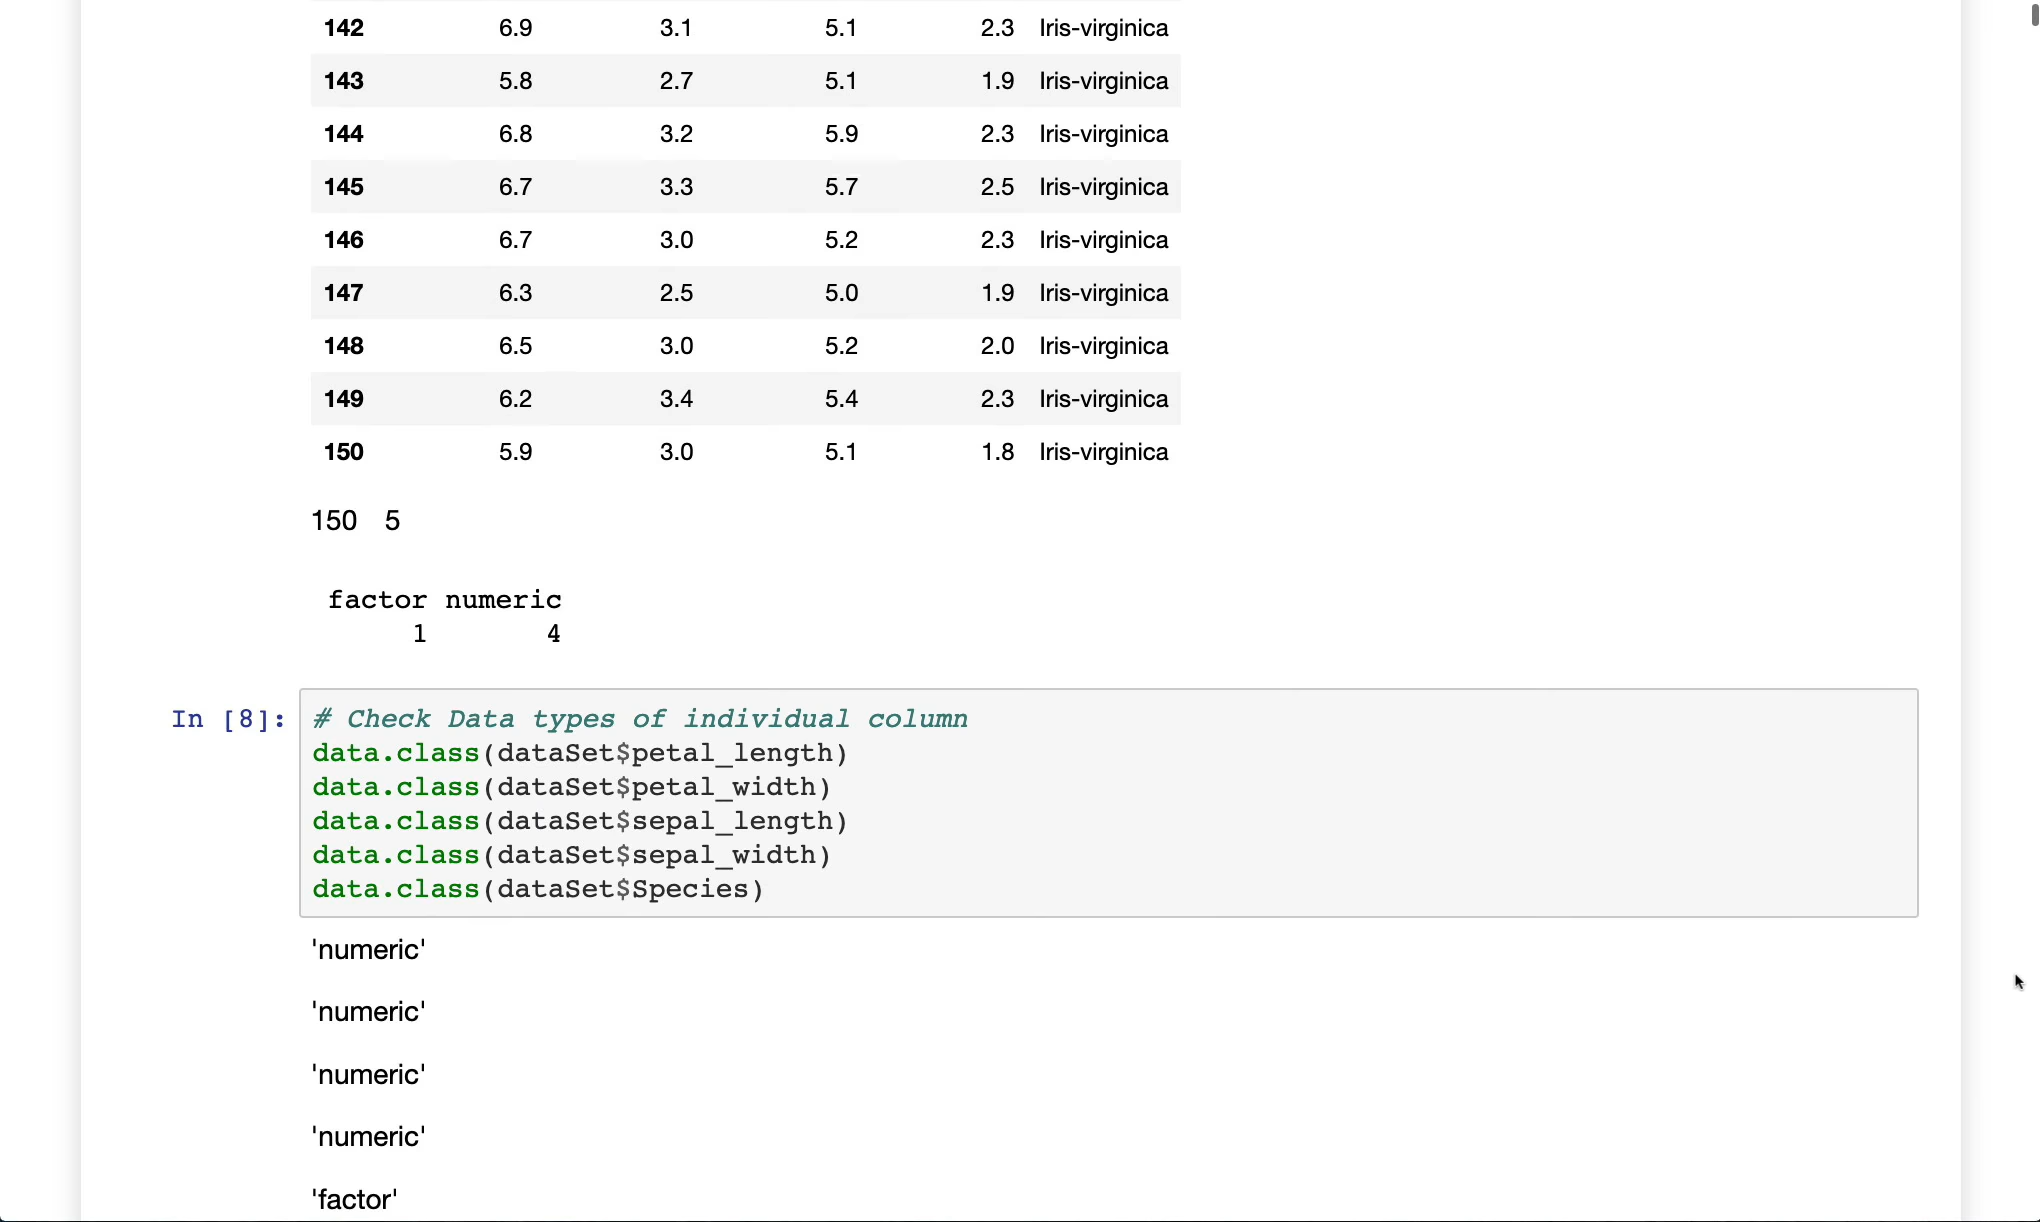 142 6.9 3.1 5.1 2.3 Iris-virginica
143 5.8 2.7 5.1 1.9 Iris-virginica
144 6.8 3.2 5.9 2.3 Iris-virginica
145 6.7 3.3 5.7 2.5 Iris-virginica
146 6.7 3.0 5.2 2.3 Iris-virginica
147 6.3 2.5 5.0 1.9 Iris-virginica
148 6.5 3.0 5.2 2.0 Iris-virginica
149 6.2 3.4 5.4 2.3 Iris-virginica
150 5.9 3.0 5.1 1.8 Iris-virginica
150 5
factor numeric
1 4
In [8]: # Check Data types of individual column
data.class(dataSet$petal_length)
data.class(dataSet$petal_width)
data.class(dataSet$sepal_length)
data.class(dataSet$sepal_width)
data.class(dataSet$Species)
'numeric'
'numeric'
'numeric'
'numeric'
'factor'